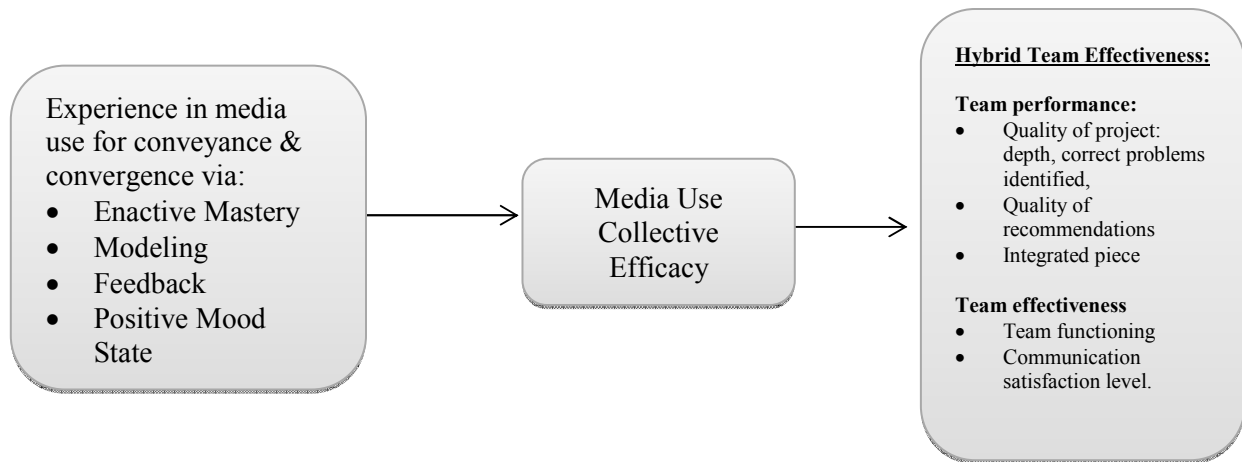 Experience in media
use for conveyance &
convergence via:
• Enactive Mastery
• Modeling
• Feedback
• Positive Mood
State
Media Use
Collective
Efficacy
Hybrid Team Effectiveness:
Team performance:
• Quality of project:
depth, correct problems
identified,
• Quality of
recommendations
• Integrated piece
Team effectiveness
• Team functioning
• Communication
satisfaction level.